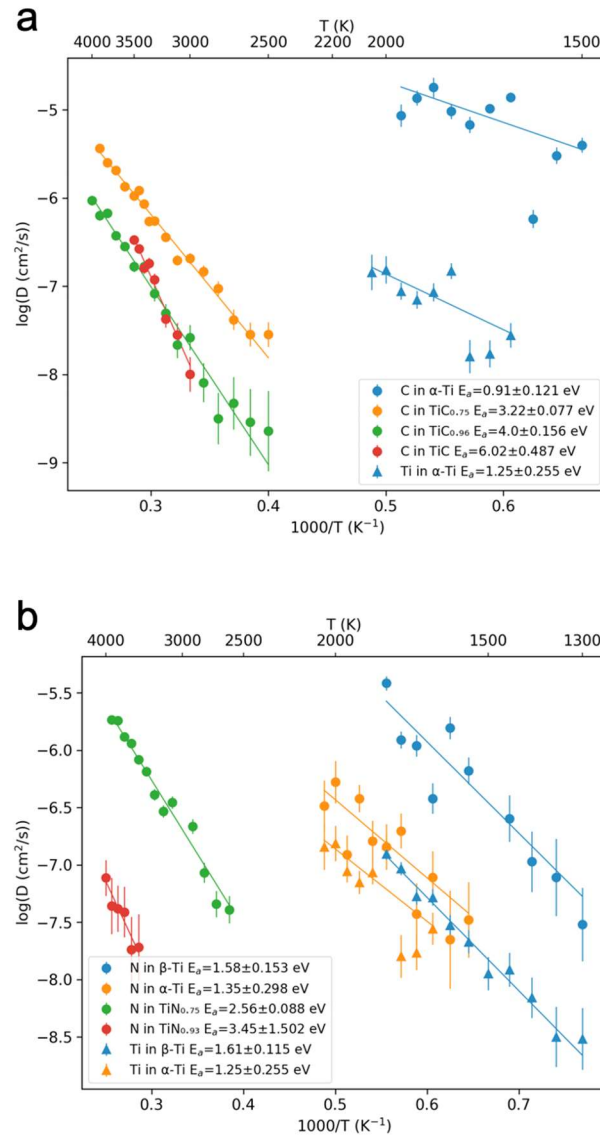 a
T (K)
4000 3500 3000 2500 2200 2000 1500
−5
−6
−7
−8
−9
log(D (cm²/s))
C in α-Ti Eₐ=0.91±0.121 eV
C in TiC₀.₇₅ Eₐ=3.22±0.077 eV
C in TiC₀.₉₆ Eₐ=4.0±0.156 eV
C in TiC Eₐ=6.02±0.487 eV
Ti in α-Ti Eₐ=1.25±0.255 eV
0.3 0.4 0.5 0.6
1000/T (K⁻¹)
b
T (K)
4000 3000 2500 2000 1500 1300
−5.5
−6.0
−6.5
−7.0
−7.5
−8.0
−8.5
log(D (cm²/s))
N in β-Ti Eₐ=1.58±0.153 eV
N in α-Ti Eₐ=1.35±0.298 eV
N in TiN₀.₇₅ Eₐ=2.56±0.088 eV
N in TiN₀.₉₃ Eₐ=3.45±1.502 eV
Ti in β-Ti Eₐ=1.61±0.115 eV
Ti in α-Ti Eₐ=1.25±0.255 eV
0.3 0.4 0.5 0.6 0.7
1000/T (K⁻¹)